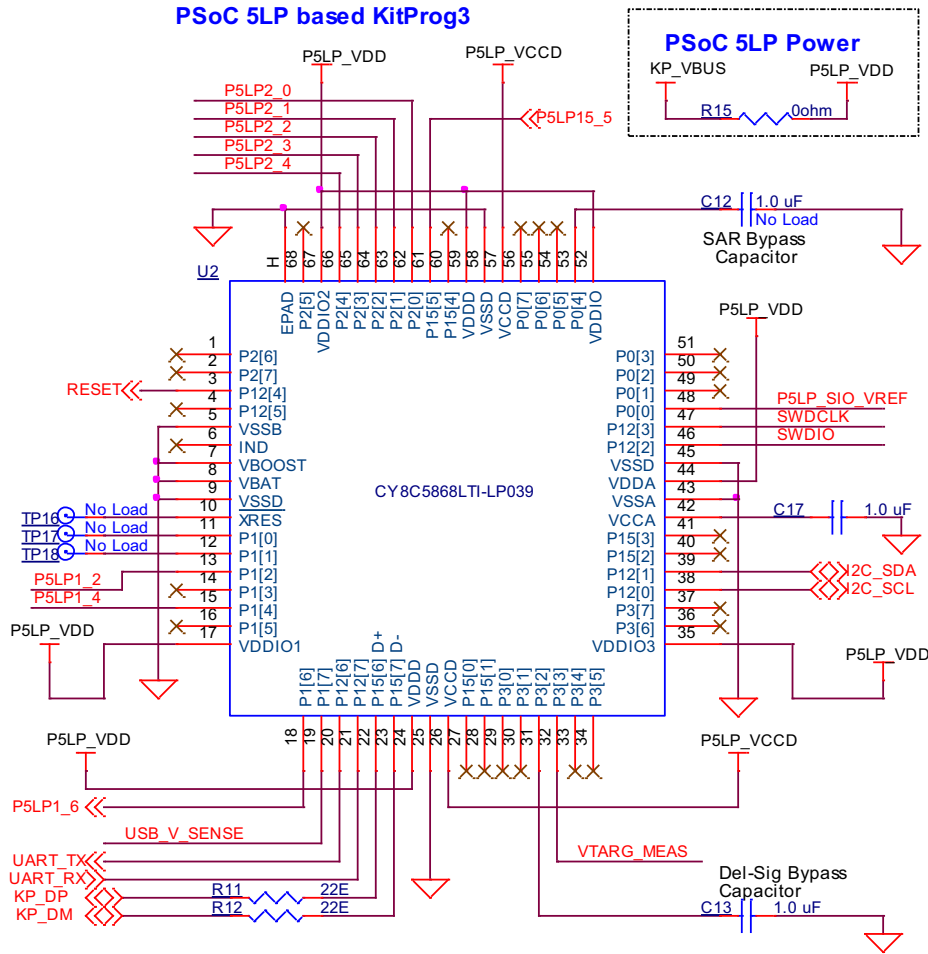 PSoC 5LP based KitProg3
PSoC 5LP Power
KP_VBUS
P5LP_VDD
R15
0ohm
P5LP_VDD
P5LP_VCCD
P5LP2_0
P5LP2_1
P5LP2_2
P5LP2_3
P5LP2_4
P5LP15_5
C12
1.0 uF
No Load
SAR Bypass
Capacitor
U2
H 68 67 66 65 64 63 62 61 60 59 58 57 56 55 54 53 52
EPAD
P2[5]
VDDIO2
P2[4]
P2[3]
P2[2]
P2[1]
P2[0]
P15[5]
P15[4]
VDDD
VSSD
VCCD
P0[7]
P0[6]
P0[5]
P0[4]
VDDIO
1 P2[6]
2 P2[7]
RESET 3 P12[4]
4 P12[5]
5 VSSB
6 IND
7 VBOOST
8 VBAT
9 VSSD
TP16 No Load 10 XRES
TP17 No Load 11 P1[0]
TP18 No Load 12 P1[1]
P5LP1_2 13 P1[2]
14 P1[3]
P5LP1_4 15 P1[4]
16 P1[5]
P5LP_VDD 17 VDDIO1
CY8C5868LTI-LP039
P5LP_VDD
P0[3] 51
P0[2] 50
P0[1] 49
P0[0] 48 P5LP_SIO_VREF
P12[3] 47 SWDCLK
P12[2] 46 SWDIO
VSSD 45
VDDA 44
VSSA 43
VCCA 42 C17 1.0 uF
P15[3] 41
P15[2] 40
P12[1] 39 I2C_SDA
P12[0] 38 I2C_SCL
P3[7] 37
P3[6] 36
VDDIO3 35
P5LP_VDD
P1[6]
P1[7]
P12[6]
P12[7]
P15[6] D+
P15[7] D-
VDDD
VSSD
VCCD
P15[0]
P15[1]
P3[0]
P3[1]
P3[2]
P3[3]
P3[4]
P3[5]
18 19 20 21 22 23 24 25 26 27 28 29 30 31 32 33 34
P5LP_VDD
P5LP_VCCD
P5LP1_6
USB_V_SENSE
UART_TX
UART_RX
KP_DP
R11
22E
KP_DM
R12
22E
VTARG_MEAS
Del-Sig Bypass
Capacitor
C13
1.0 uF